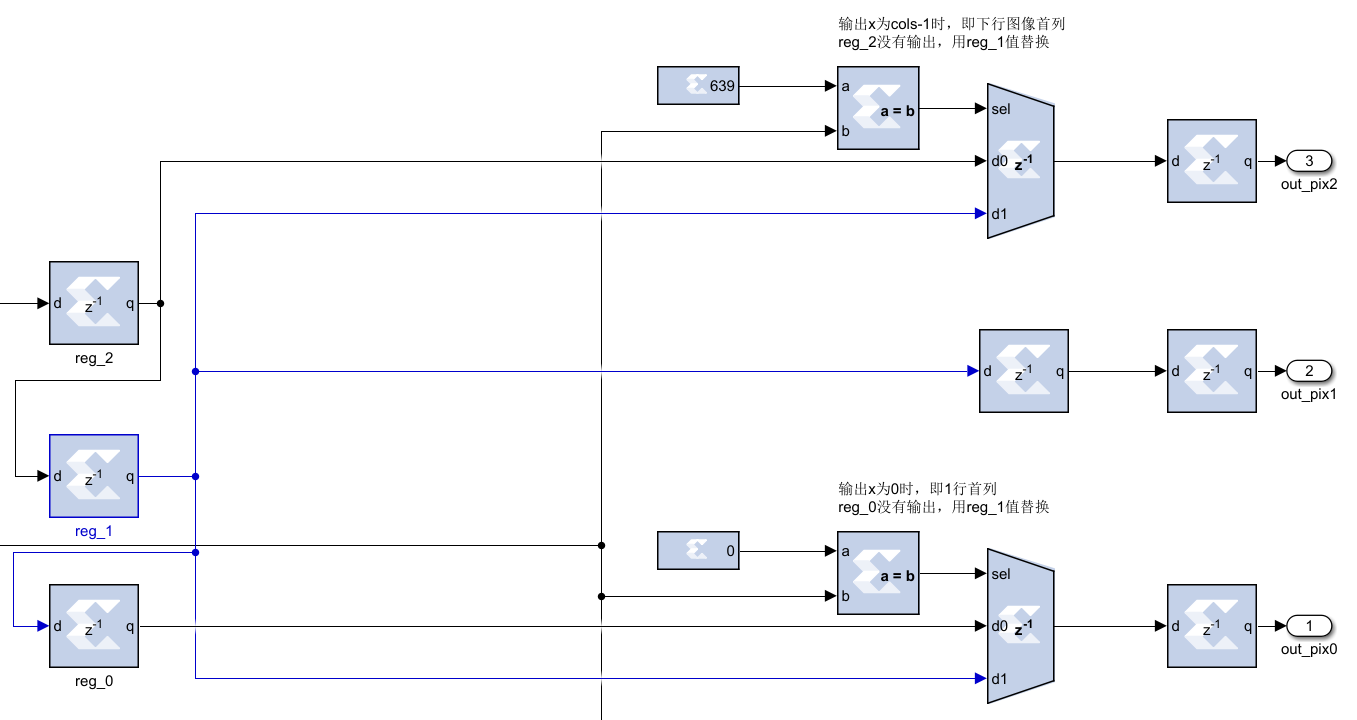 输出x为cols-1时，即下行图像首列
reg_2没有输出，用reg_1值替换
639
a
b
a = b
sel
d0
z-1
d1
d
z-1
q
3
out_pix2
d
z-1
q
reg_2
d
z-1
q
d
z-1
q
2
out_pix1
d
z-1
q
reg_1
输出x为0时，即1行首列
reg_0没有输出，用reg_1值替换
0
a
b
a = b
sel
d0
z-1
d1
d
z-1
q
1
out_pix0
d
z-1
q
reg_0